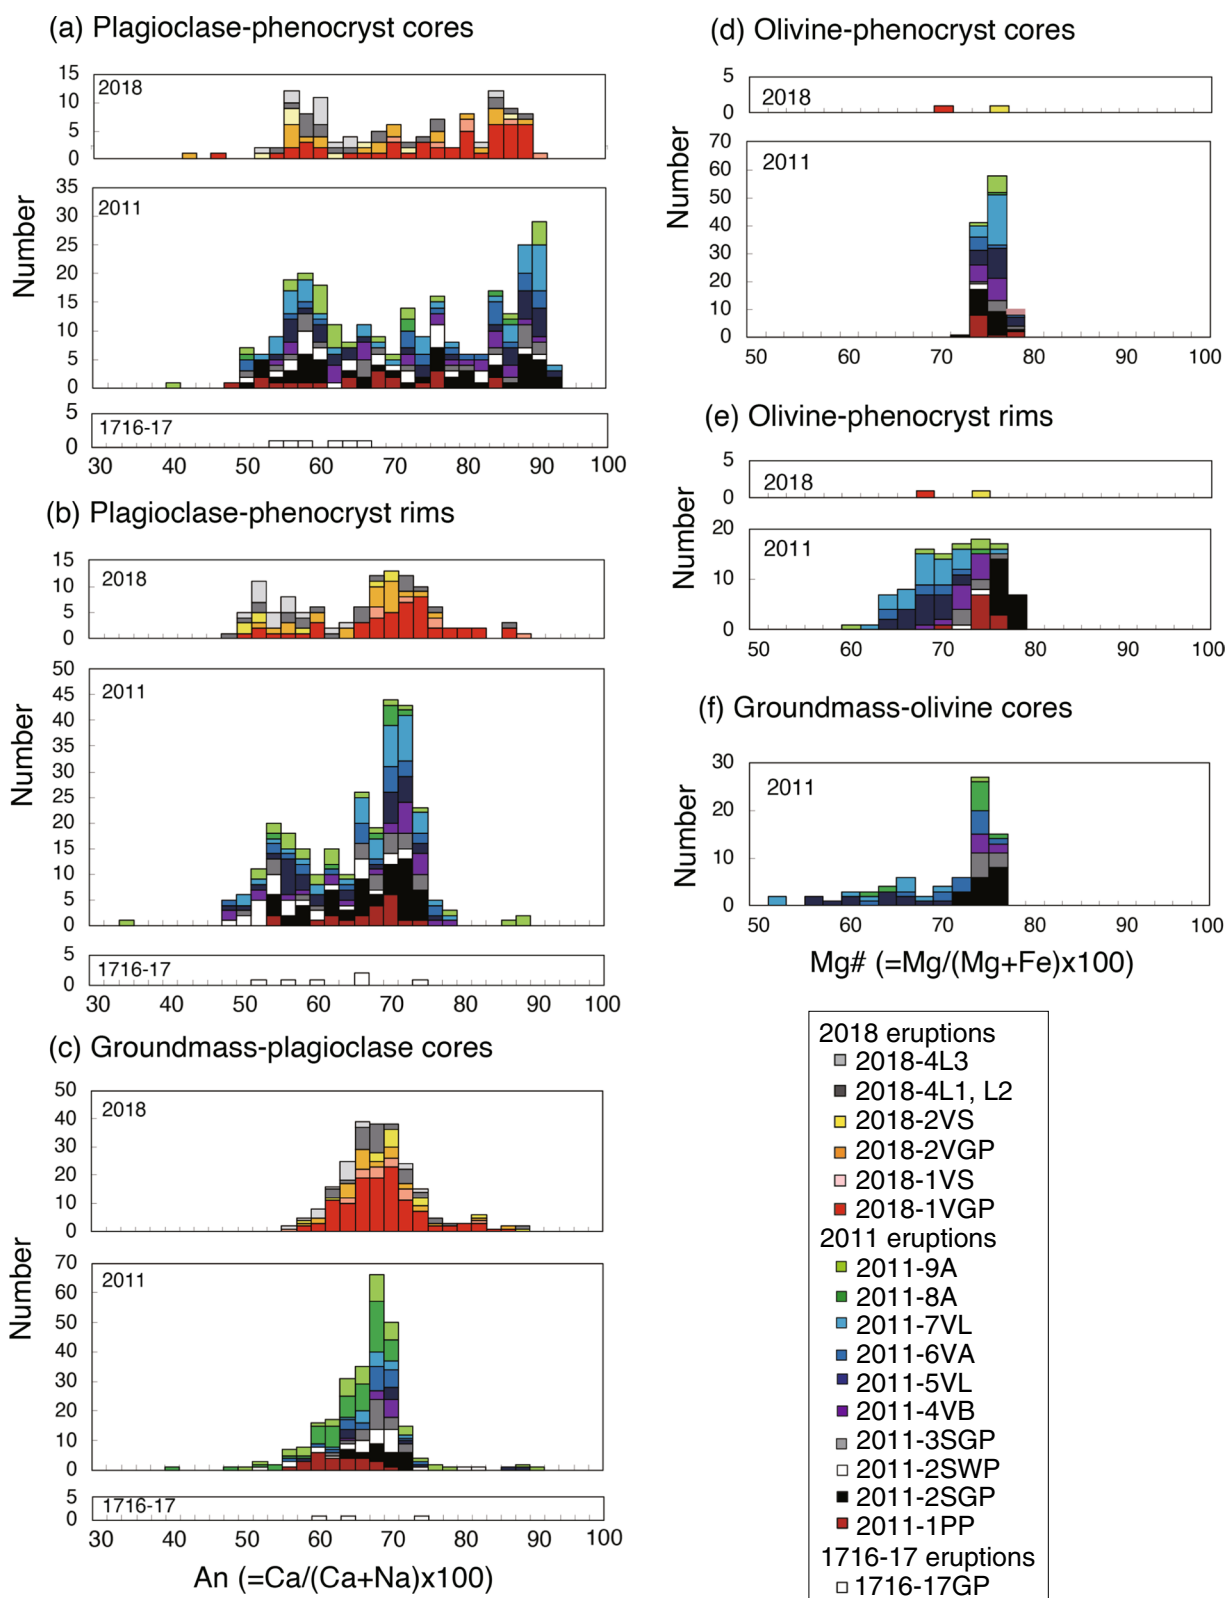 (a) Plagioclase-phenocryst cores
15
10
5
0
2018
35
30
25
20
15
10
5
0
2011
Number
5
0
1716-17
30 40 50 60 70 80 90 100
(b) Plagioclase-phenocryst rims
15
10
5
0
2018
50
45
40
35
30
25
20
15
10
5
0
2011
Number
5
0
1716-17
30 40 50 60 70 80 90 100
(c) Groundmass-plagioclase cores
50
40
30
20
10
0
2018
70
60
50
40
30
20
10
0
2011
Number
5
0
1716-17
30 40 50 60 70 80 90 100
An (=Ca/(Ca+Na)x100)
(d) Olivine-phenocryst cores
5
0
2018
70
60
50
40
30
20
10
0
2011
Number
50 60 70 80 90 100
(e) Olivine-phenocryst rims
5
0
2018
20
10
0
2011
Number
50 60 70 80 90 100
(f) Groundmass-olivine cores
30
20
10
0
2011
Number
50 60 70 80 90 100
Mg# (=Mg/(Mg+Fe)x100)
2018 eruptions
2018-4L3
2018-4L1, L2
2018-2VS
2018-2VGP
2018-1VS
2018-1VGP
2011 eruptions
2011-9A
2011-8A
2011-7VL
2011-6VA
2011-5VL
2011-4VB
2011-3SGP
2011-2SWP
2011-2SGP
2011-1PP
1716-17 eruptions
1716-17GP